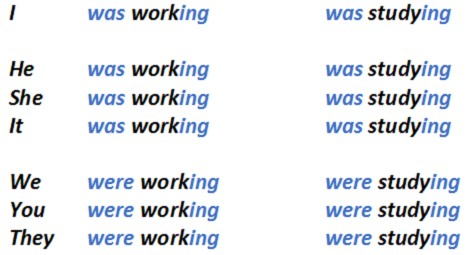 I was working was studying
He was working was studying
She was working was studying
It was working was studying
We were working were studying
You were working were studying
They were working were studying